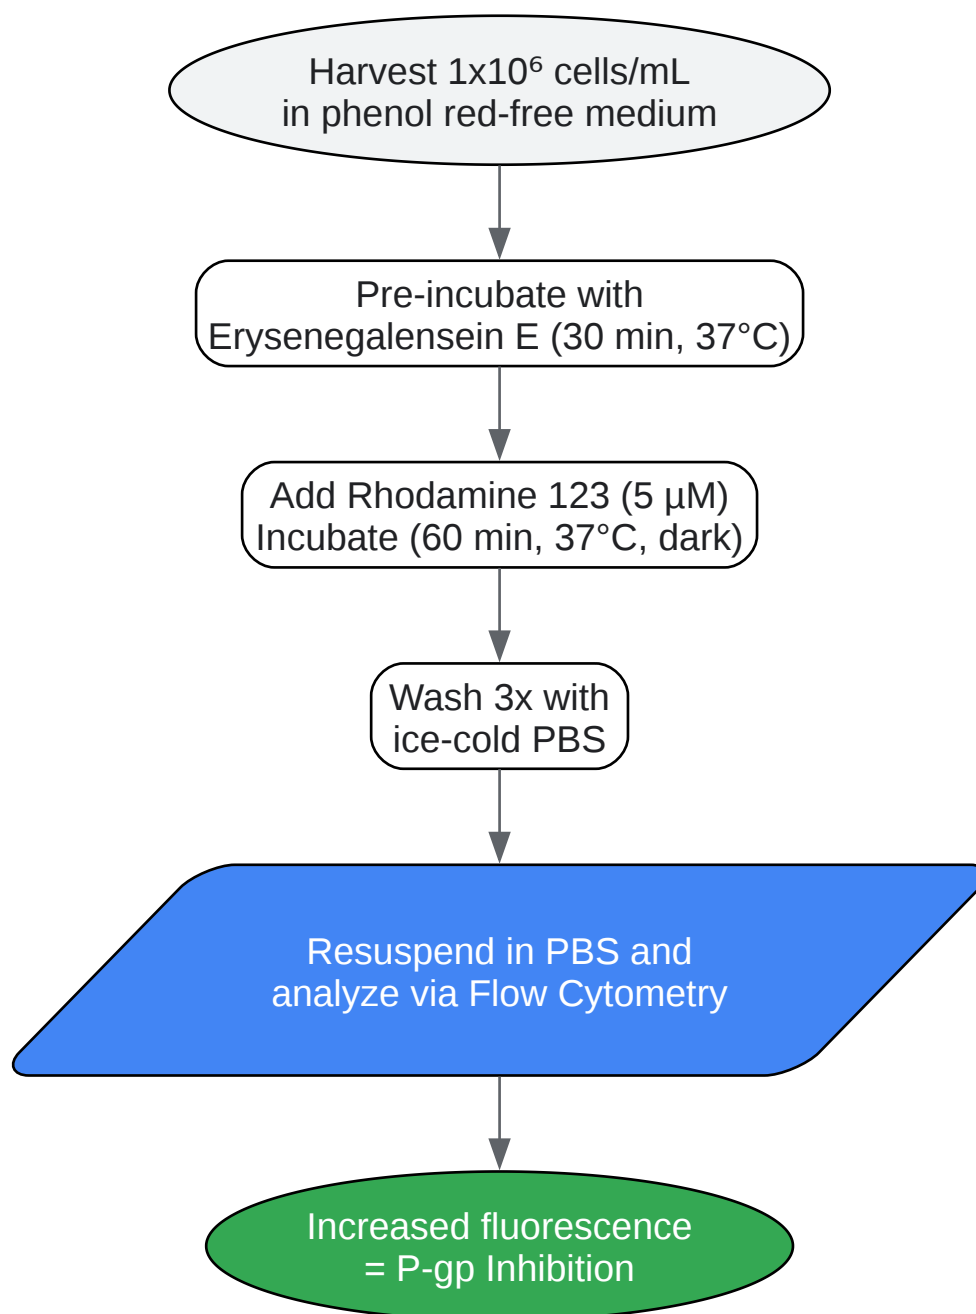 Harvest 1x10⁶ cells/mL
in phenol red-free medium
Pre-incubate with
Erysenegalensein E (30 min, 37°C)
Add Rhodamine 123 (5 µM)
Incubate (60 min, 37°C, dark)
Wash 3x with
ice-cold PBS
Resuspend in PBS and
analyze via Flow Cytometry
Increased fluorescence
= P-gp Inhibition